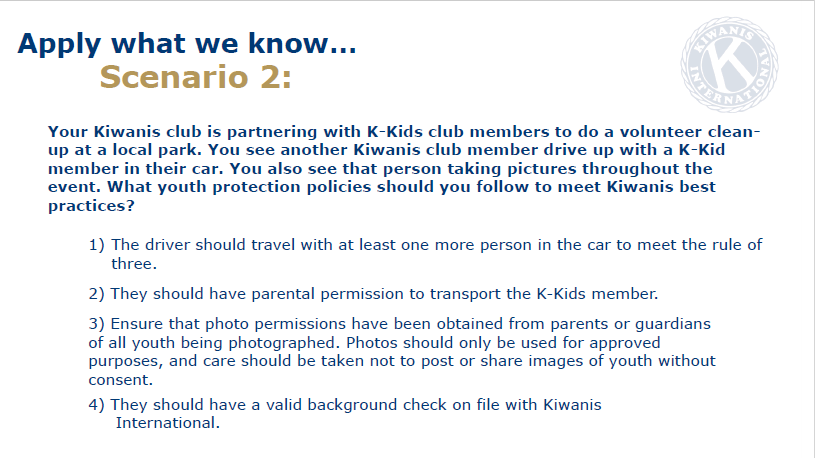 Apply what we know...
Scenario 2:
KIWANIS
K
INTERNATIONAL
Your Kiwanis club is partnering with K-Kids club members to do a volunteer clean-
up at a local park. You see another Kiwanis club member drive up with a K-Kid
member in their car. You also see that person taking pictures throughout the
event. What youth protection policies should you follow to meet Kiwanis best
practices?
1) The driver should travel with at least one more person in the car to meet the rule of
three.
2) They should have parental permission to transport the K-Kids member.
3) Ensure that photo permissions have been obtained from parents or guardians
of all youth being photographed. Photos should only be used for approved
purposes, and care should be taken not to post or share images of youth without
consent.
4) They should have a valid background check on file with Kiwanis
International.